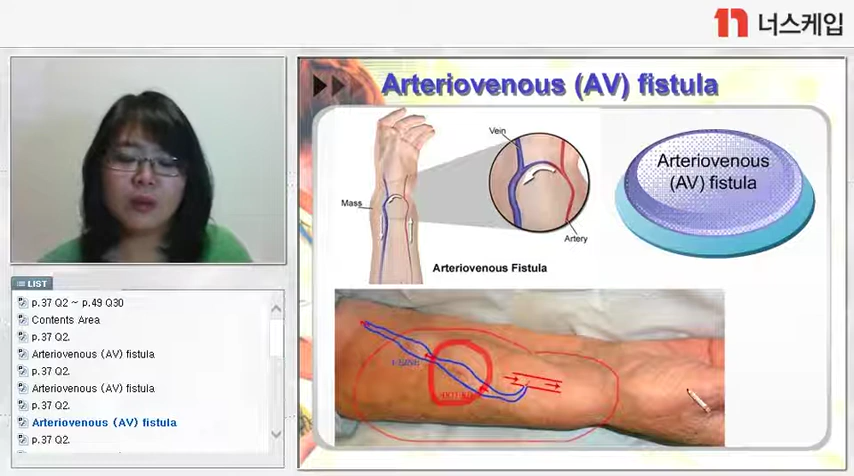 너스케입
Arteriovenous (AV) fistula
Vein
Mass
Artery
Arteriovenous Fistula
Arteriovenous
(AV) fistula
LIST
p.37 Q2 ~ p.49 Q30
Contents Area
p.37 Q2.
Arteriovenous (AV) fistula
p.37 Q2.
Arteriovenous (AV) fistula
p.37 Q2.
Arteriovenous (AV) fistula
p.37 Q2.